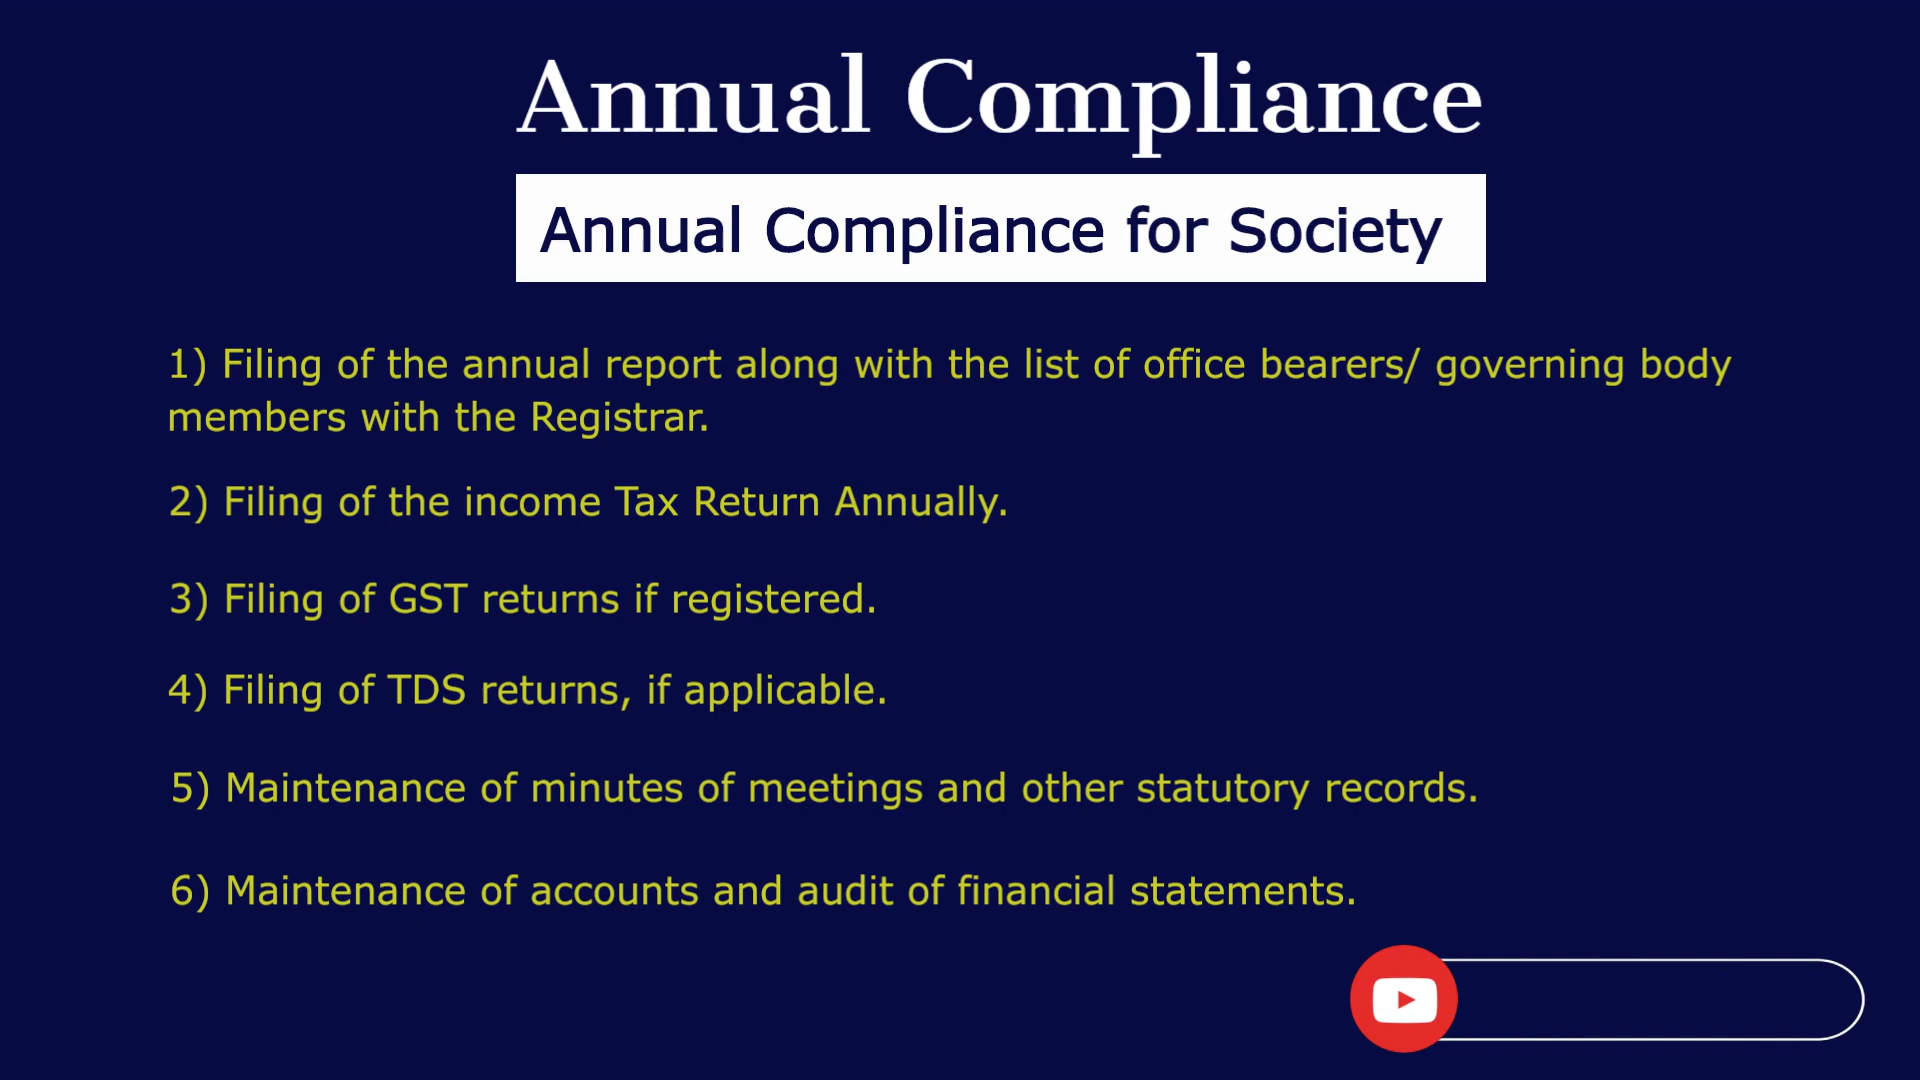 Annual Compliance
Annual Compliance for Society
1) Filing of the annual report along with the list of office bearers/ governing body
members with the Registrar.
2) Filing of the income Tax Return Annually.
3) Filing of GST returns if registered.
4) Filing of TDS returns, if applicable.
5) Maintenance of minutes of meetings and other statutory records.
6) Maintenance of accounts and audit of financial statements.